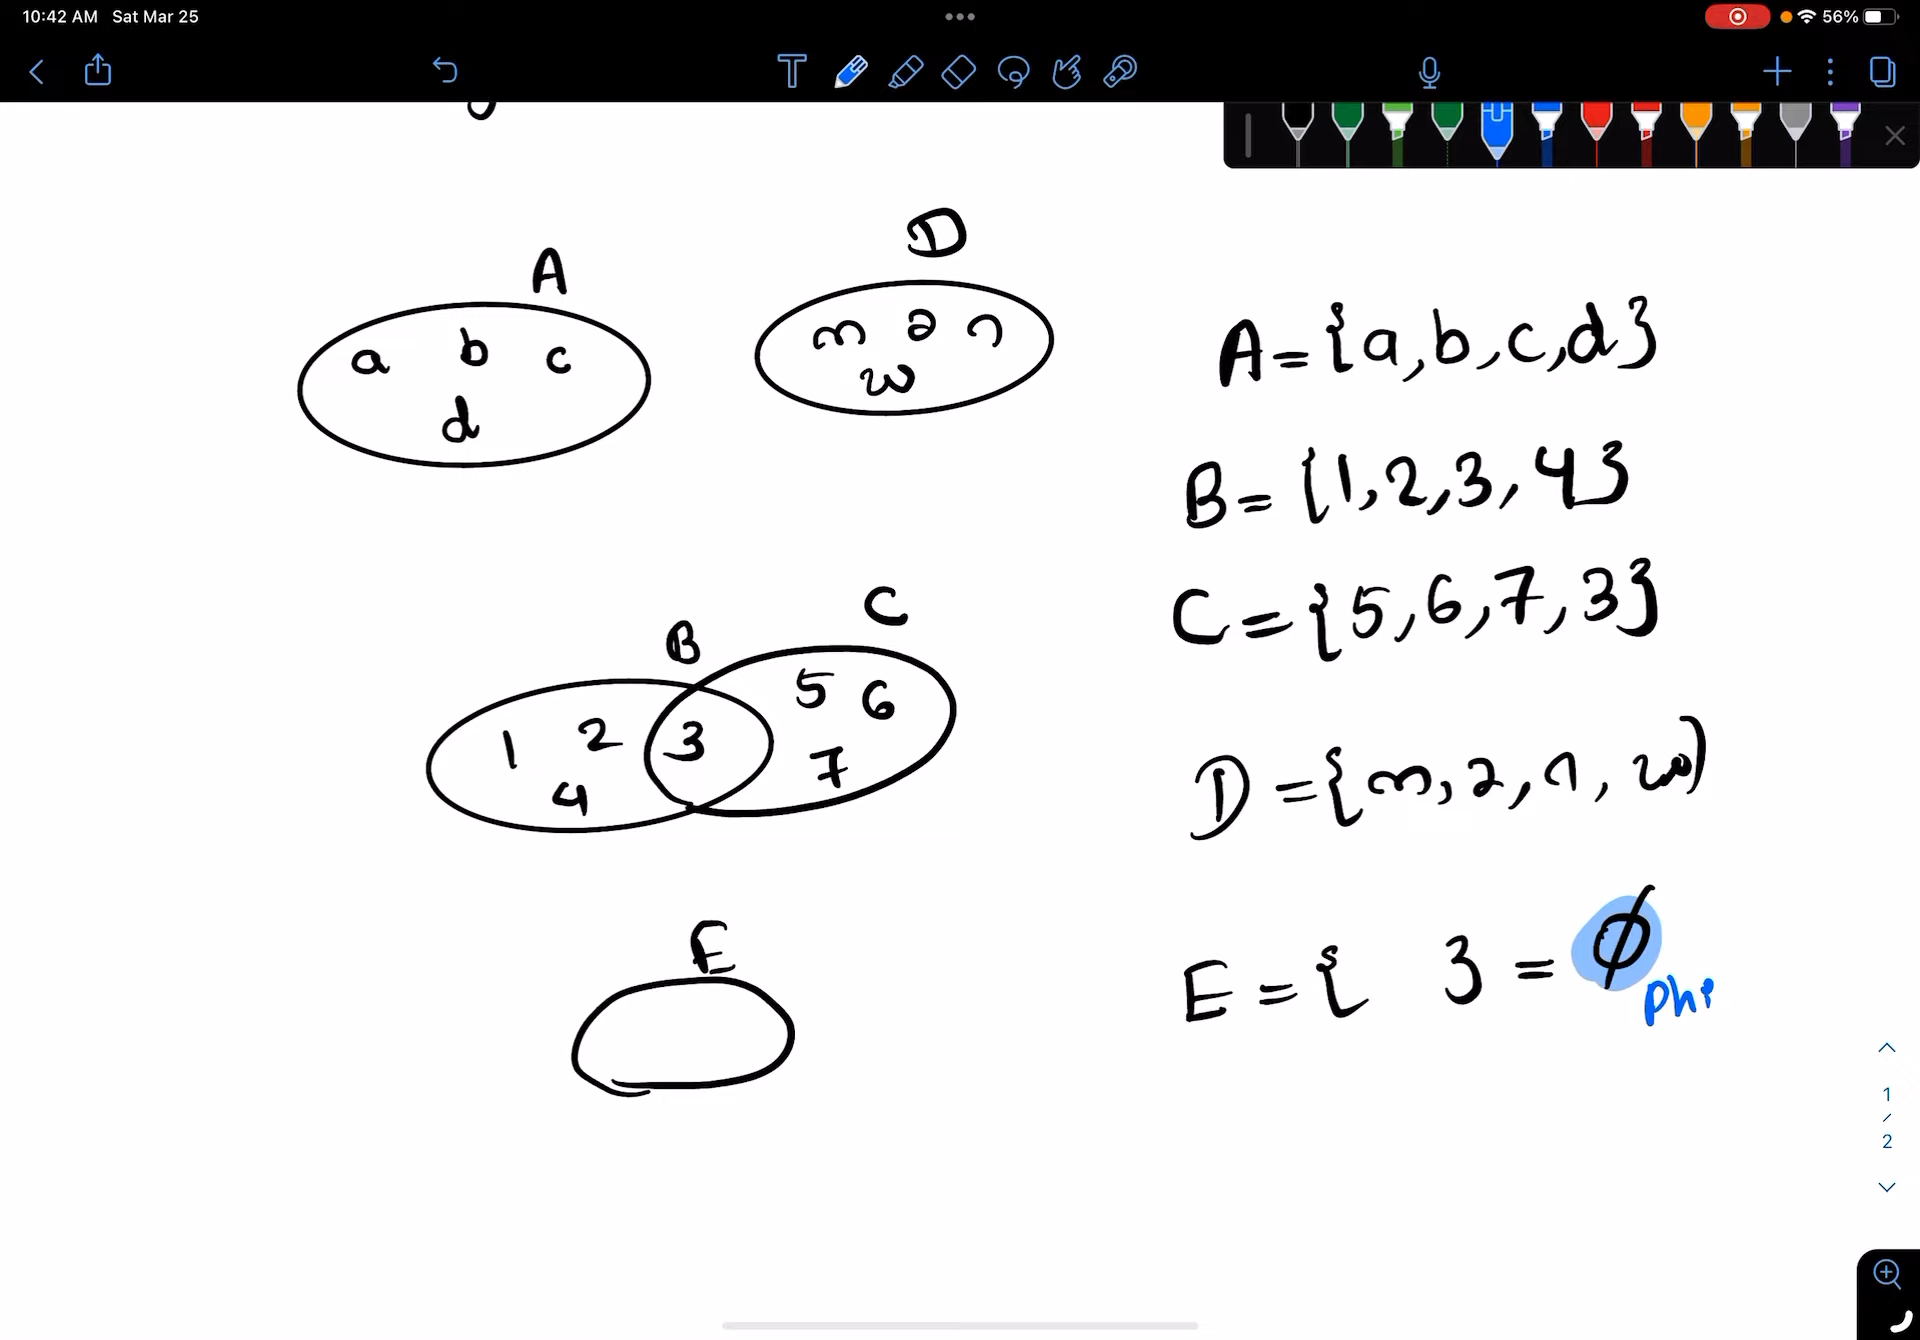 10:42 AM Sat Mar 25
56%
A
a b c
d
D
A={a,b,c,d}
B={1,2,3,4}
C={5,6,7,3}
B
C
1 2 3
4
5 6
7
D={
E
E={ }=ϕ
phi
1
/
2